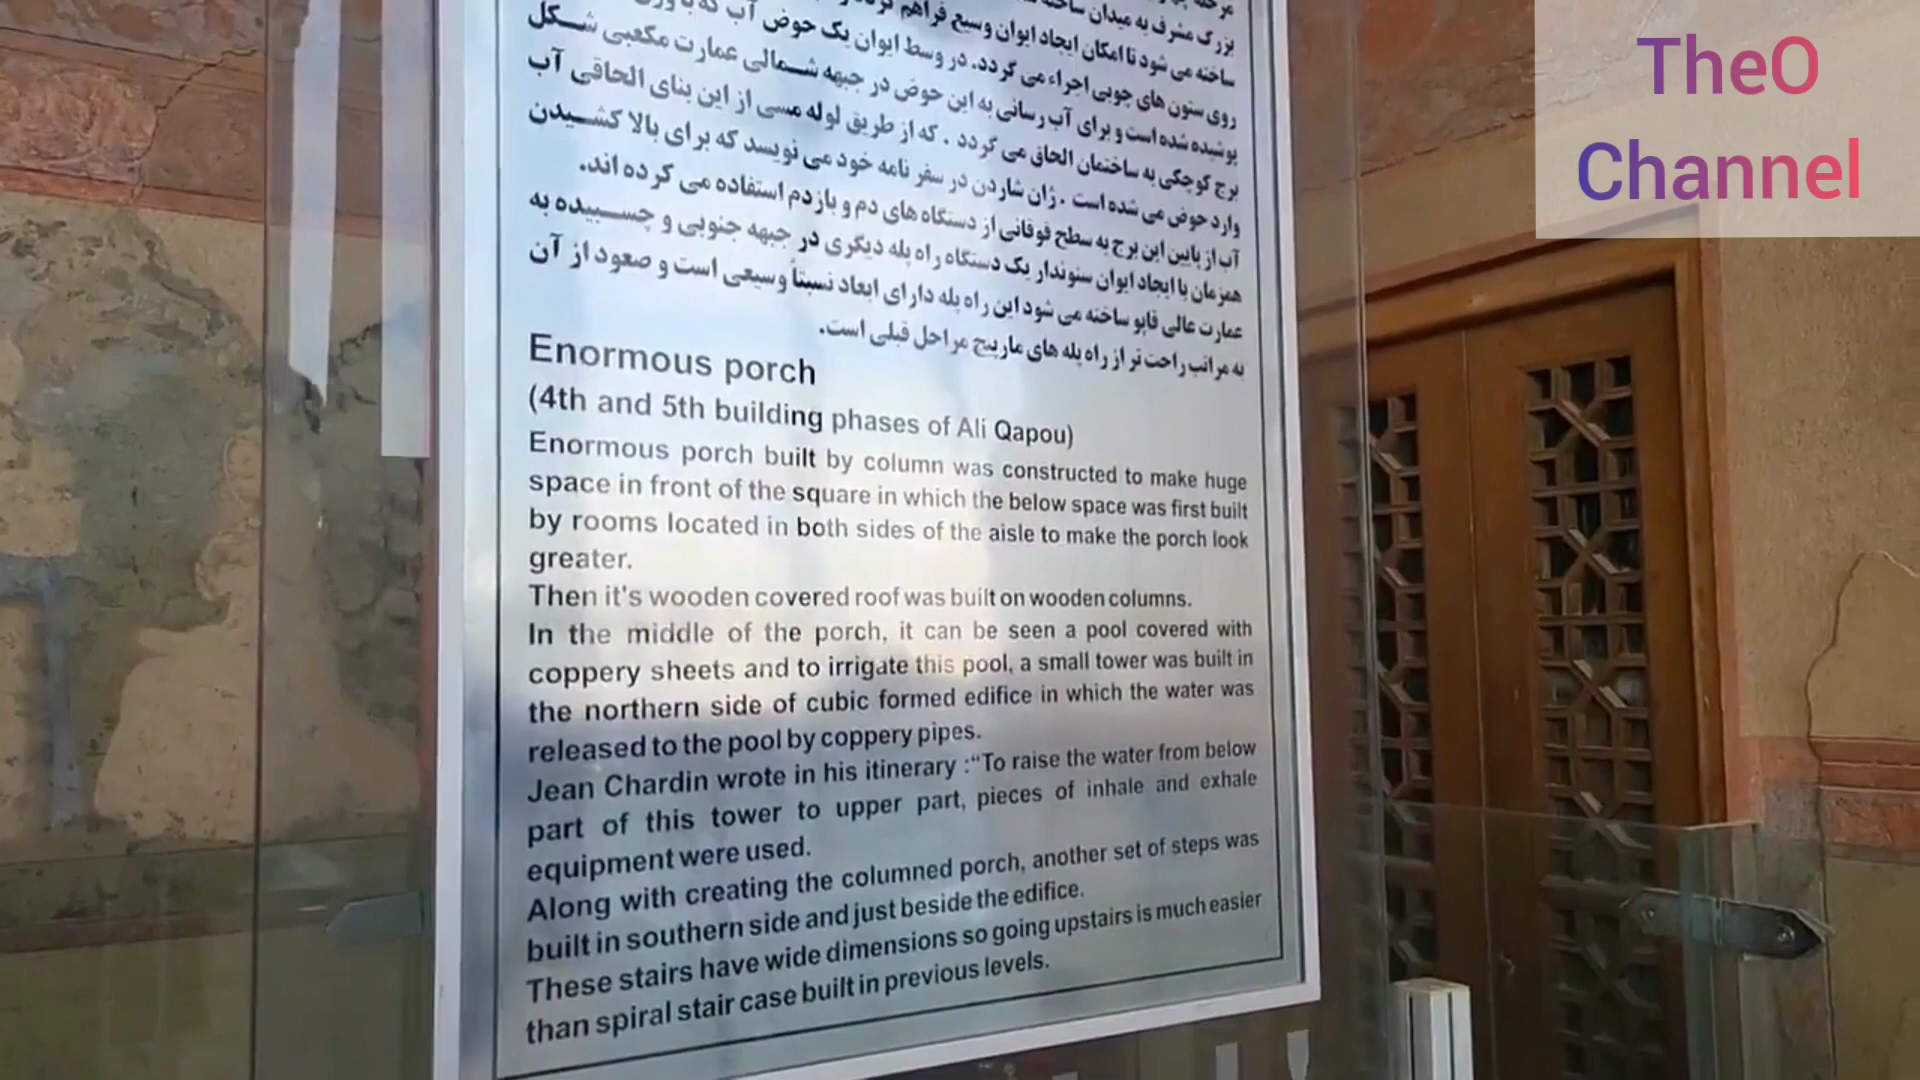 بزرگ مشرف به میدان
ساخته می شود تا امکان ایجاد ایوان وسیع فراهم
روی ستون های چوبی اجراء می گردد. در وسط ایوان یک حوض آب که با
پوشیده شده است و برای آب رسانی به این حوض در جبهه شمالی عمارت مکعبی شکل
برج کوچکی به ساختمان الحاق می گردد . که از طریق لوله مسی از این بنای الحاقی آب
وارد حوض می شده است . ژان شاردن در سفر نامه خود می نویسد که برای بالا کشیدن
آب از پایین این برج به سطح فوقانی از دستگاه های دم و بازدم استفاده می کرده اند.
همزمان با ایجاد ایوان ستوندار یک دستگاه راه پله دیگری در جبهه جنوبی و چسبیده به
عمارت عالی قاپو ساخته می شود این راه پله دارای ابعاد نسبتاً وسیعی است و صعود از آن
به مراتب راحت تر از راه پله های مارپیچ مراحل قبلی است.
Enormous porch
(4th and 5th building phases of Ali Qapou)
Enormous porch built by column was constructed to make huge
space in front of the square in which the below space was first built
by rooms located in both sides of the aisle to make the porch look
greater.
Then it's wooden covered roof was built on wooden columns.
In the middle of the porch, it can be seen a pool covered with
coppery sheets and to irrigate this pool, a small tower was built in
the northern side of cubic formed edifice in which the water was
released to the pool by coppery pipes.
Jean Chardin wrote in his itinerary :“To raise the water from below
part of this tower to upper part, pieces of inhale and exhale
equipment were used.
Along with creating the columned porch, another set of steps was
built in southern side and just beside the edifice.
These stairs have wide dimensions so going upstairs is much easier
than spiral stair case built in previous levels.
TheO
Channel